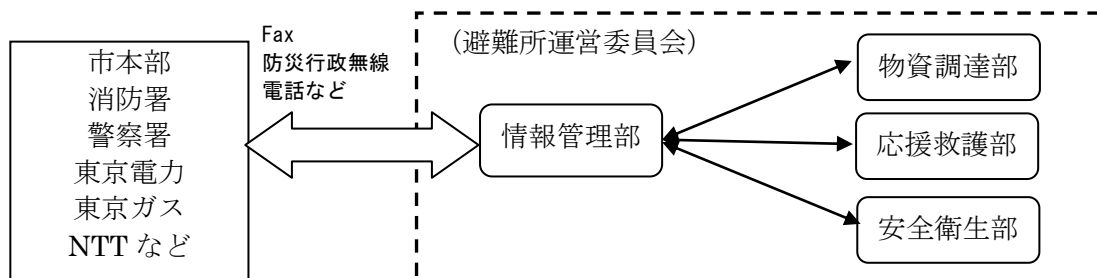 市本部
消防署
警察署
東京電力
東京ガス
NTT など
Fax
防災行政無線
電話など
(避難所運営委員会)
情報管理部
物資調達部
応援救護部
安全衛生部